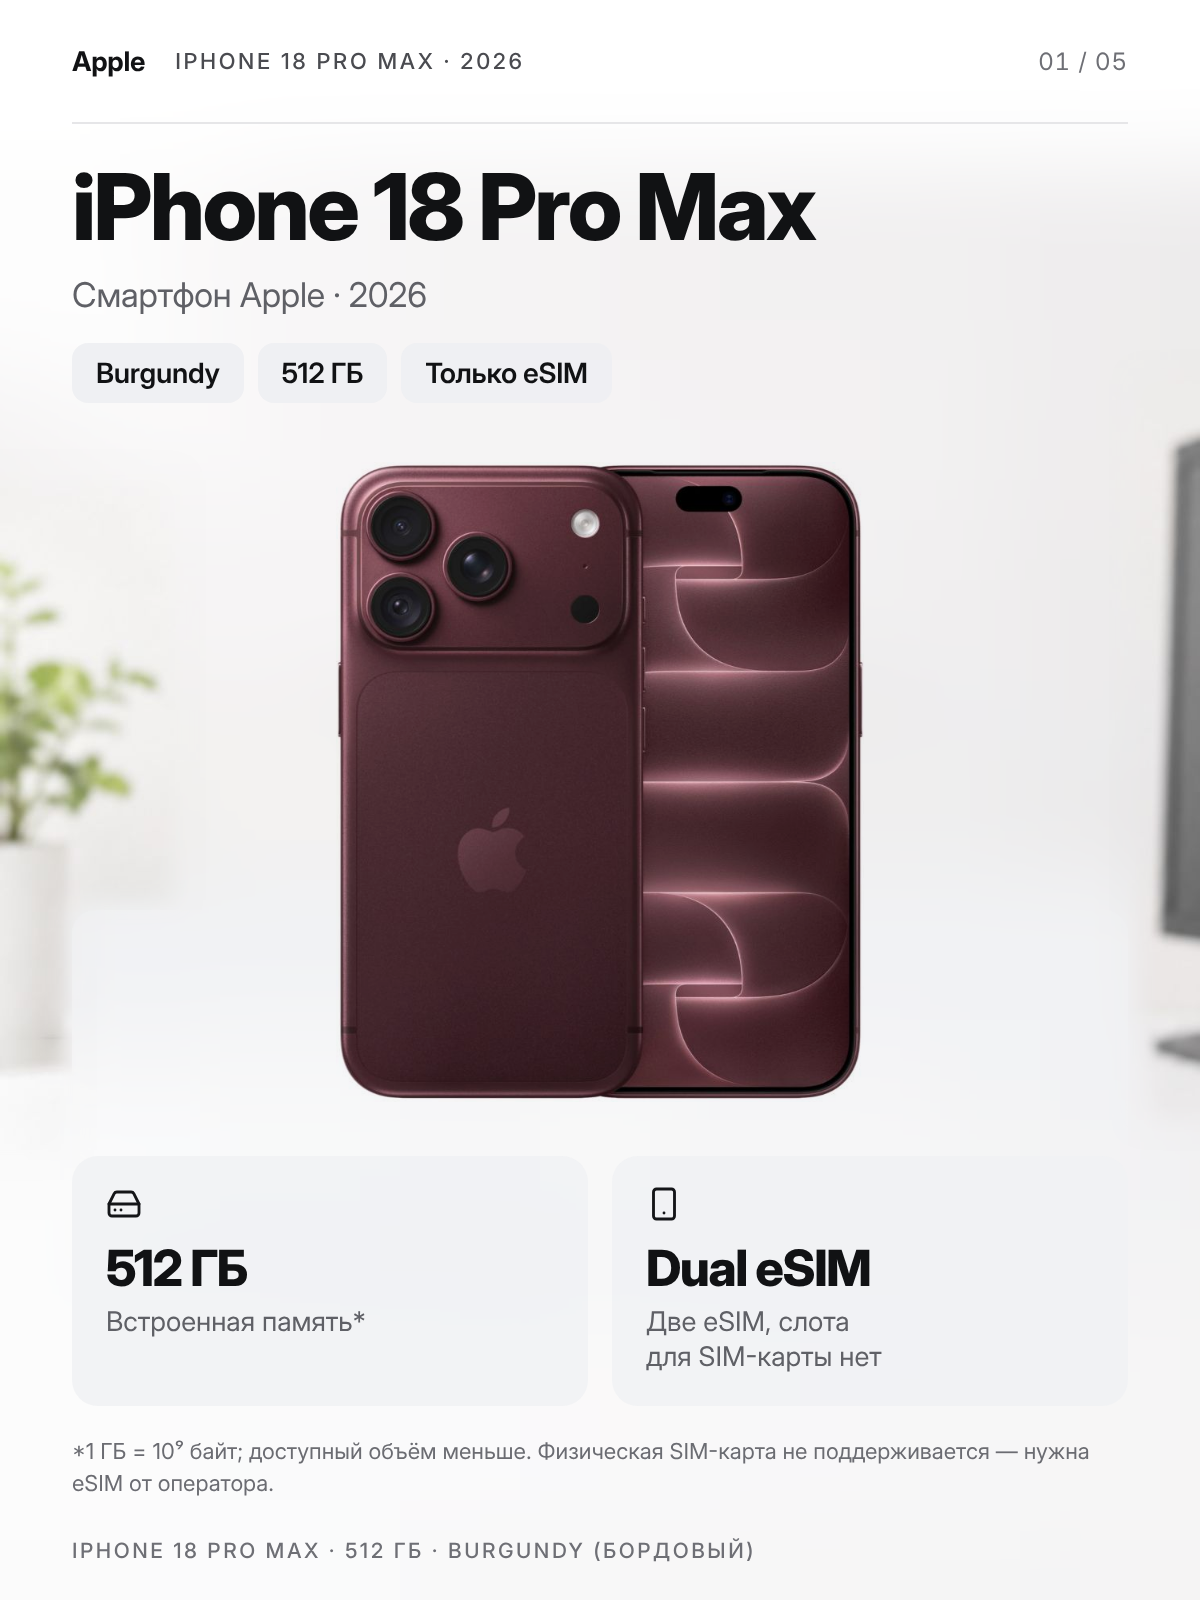 Apple IPHONE 18 PRO MAX · 2026 01 / 05
iPhone 18 Pro Max
Смартфон Apple · 2026
Burgundy 512 ГБ Только eSIM
512 ГБ
Встроенная память*
Dual eSIM
Две eSIM, слота
для SIM-карты нет
*1 ГБ = 10⁹ байт; доступный объём меньше. Физическая SIM-карта не поддерживается — нужна
eSIM от оператора.
IPHONE 18 PRO MAX · 512 ГБ · BURGUNDY (БОРДОВЫЙ)